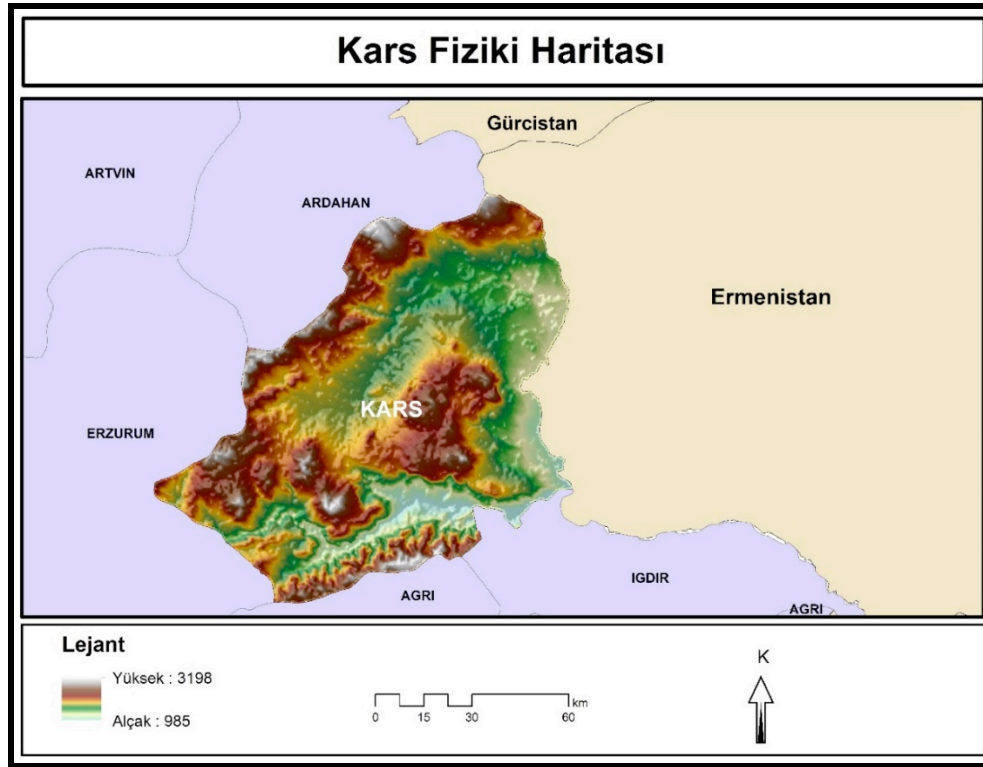 Kars Fiziki Haritası
Gürcistan
ARTVIN
ARDAHAN
Ermenistan
KARS
ERZURUM
IGDIR
AGRI
AGRI
Lejant
Yüksek : 3198
Alçak : 985
km
0 15 30 60
K